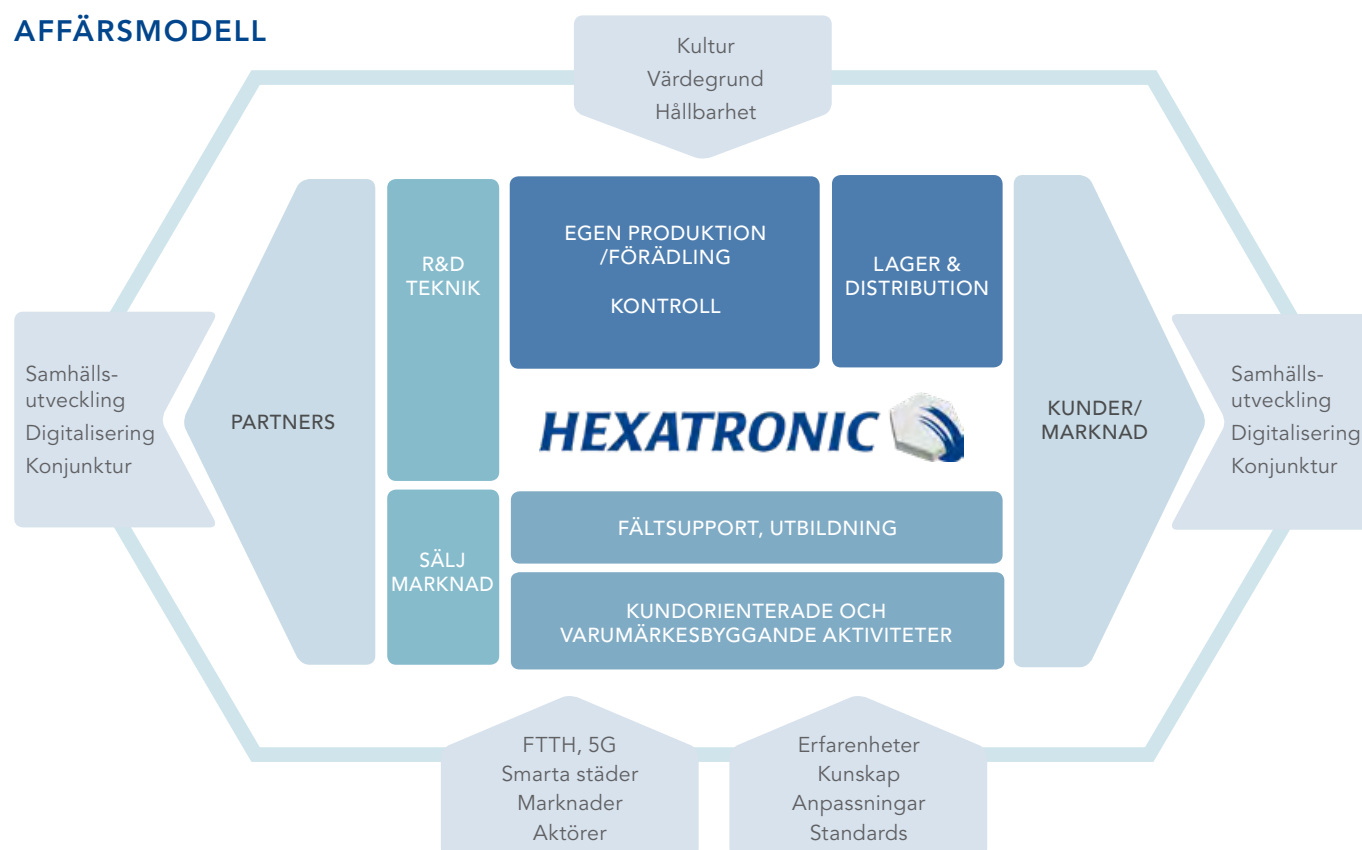 AFFÄRSMODELL
Kultur
Värdegrund
Hållbarhet
Samhälls-
utveckling
Digitalisering
Konjunktur
PARTNERS
R&D
TEKNIK
SÄLJ
MARKNAD
EGEN PRODUKTION
/FÖRÄDLING
KONTROLL
LAGER &
DISTRIBUTION
HEXATRONIC
FÄLTSUPPORT, UTBILDNING
KUNDORIENTERADE OCH
VARUMÄRKESBYGGANDE AKTIVITETER
KUNDER/
MARKNAD
Samhälls-
utveckling
Digitalisering
Konjunktur
FTTH, 5G
Smarta städer
Marknader
Aktörer
Erfarenheter
Kunskap
Anpassningar
Standards